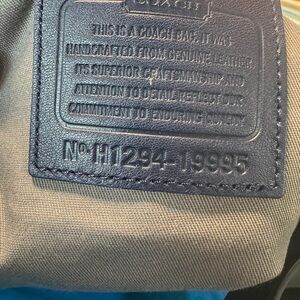 COACH
THIS IS A COACH BAG. IT WAS
HANDCRAFTED FROM GENUINE LEATHER
ITS SUPERIOR CRAFTSMANSHIP AND
ATTENTION TO DETAIL REFLECT OUR
COMMITMENT TO ENDURING QUALITY.
Nº H1294-19995